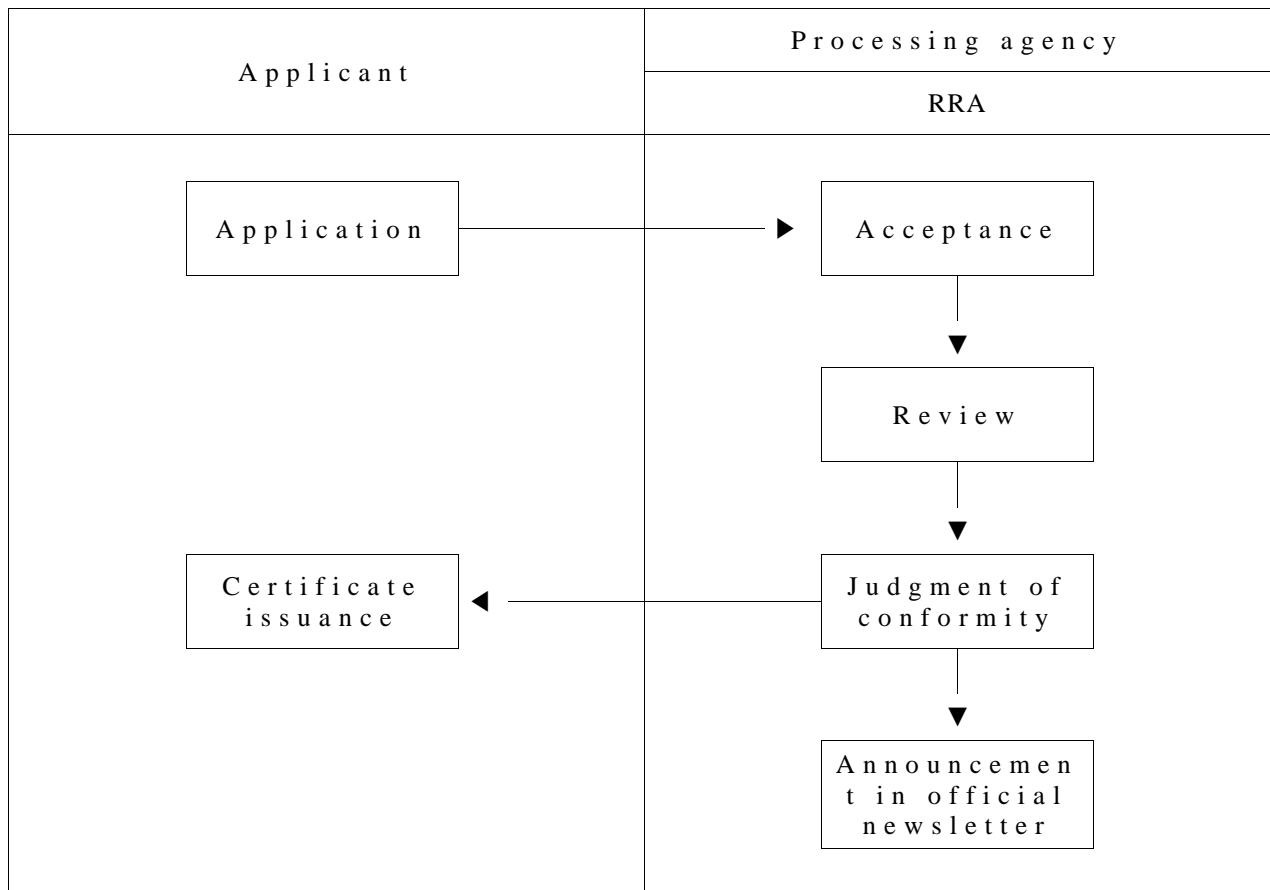 Applicant
Processing agency
RRA
Application
Acceptance
Review
Certificate
issuance
Judgment of
conformity
Announcemen
t in official
newsletter